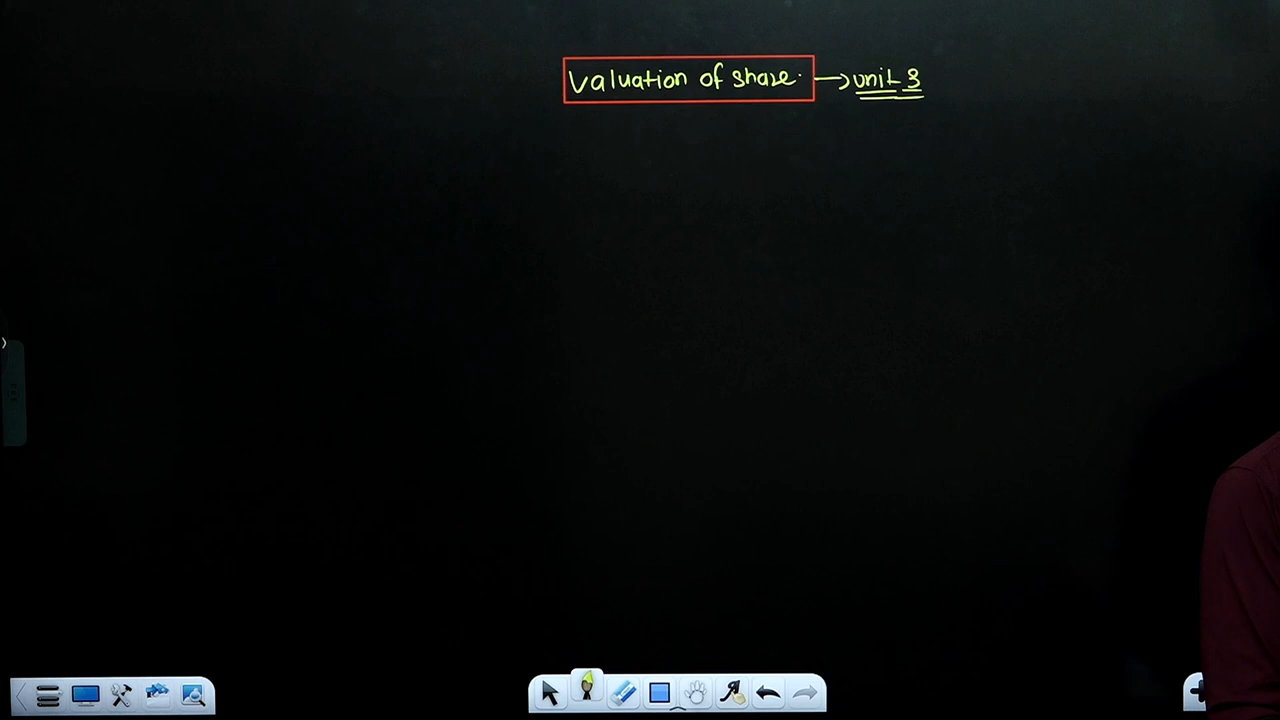 Valuation of share. → unit 3